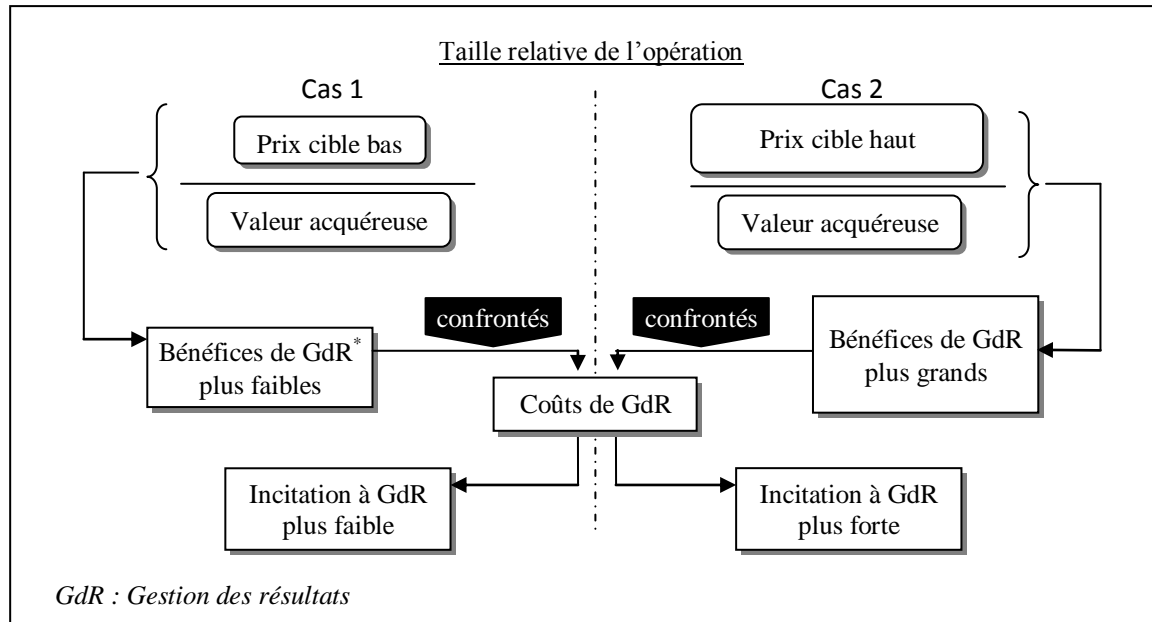 Taille relative de l'opération
Cas 1
Cas 2
Prix cible bas
Valeur acquéreuse
Prix cible haut
Valeur acquéreuse
confrontés
confrontés
Bénéfices de GdR*
plus faibles
Bénéfices de GdR
plus grands
Coûts de GdR
Incitation à GdR
plus faible
Incitation à GdR
plus forte
GdR : Gestion des résultats